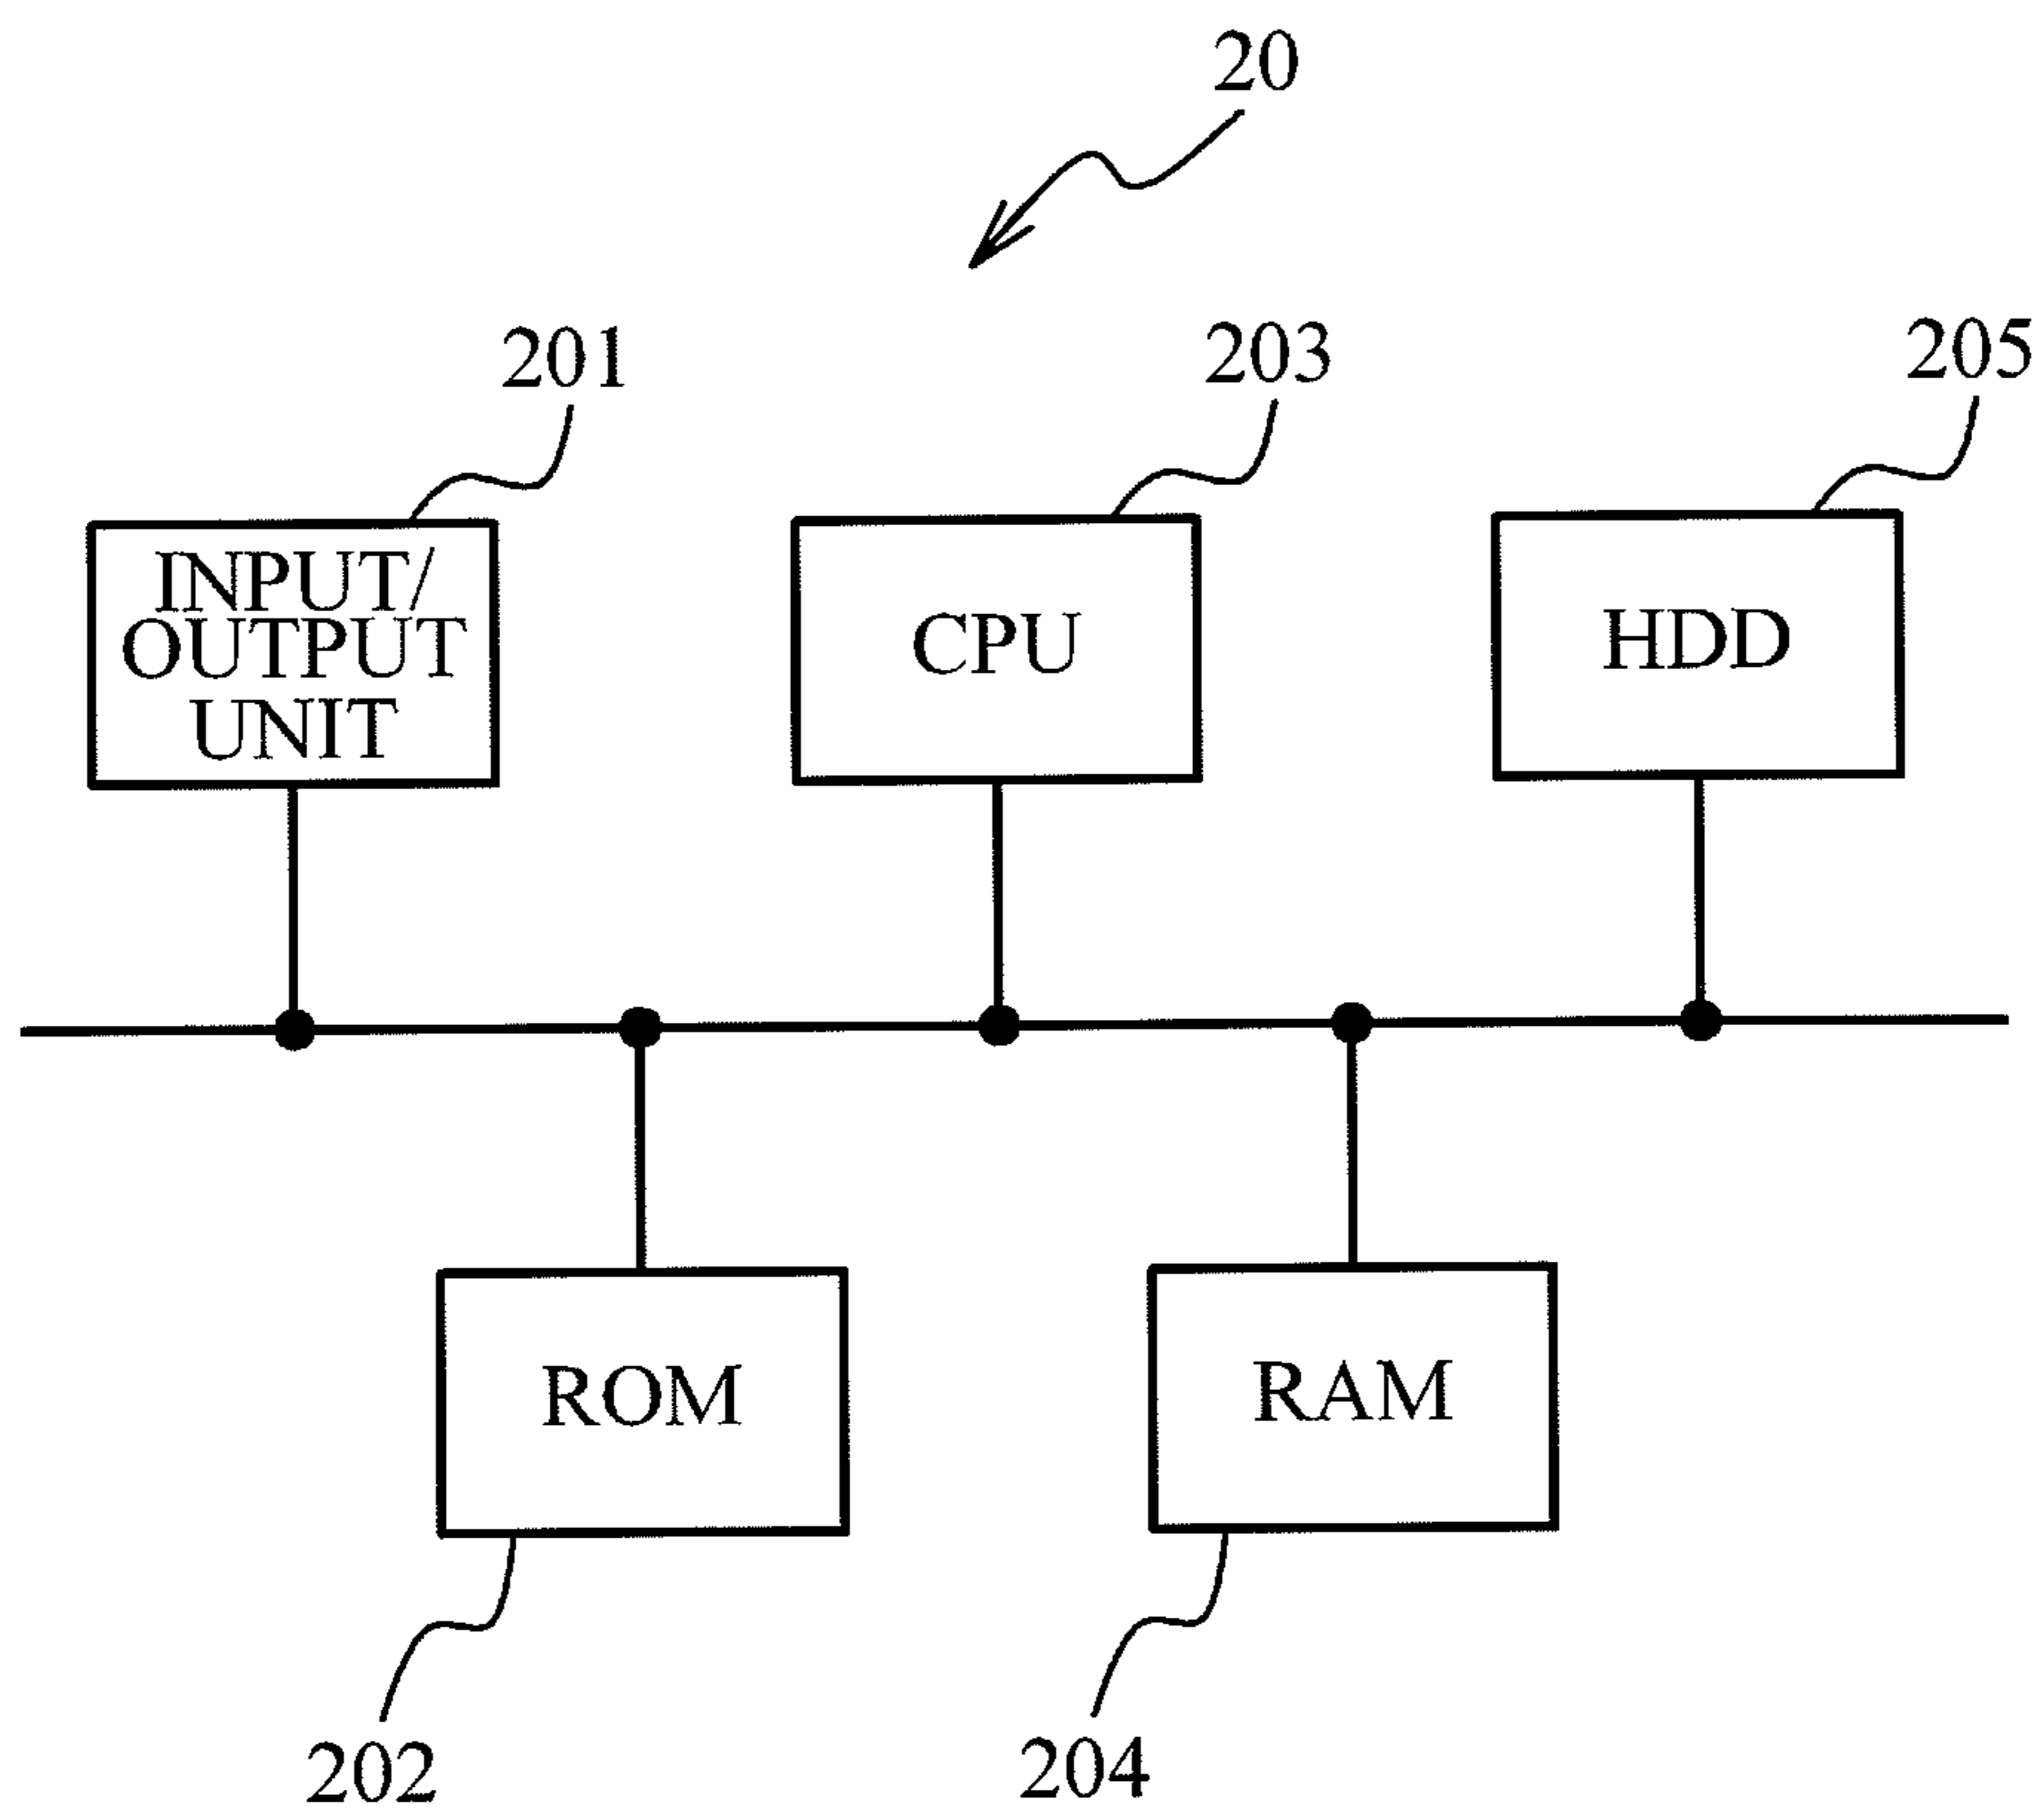 20
201
203
205
INPUT/
OUTPUT
UNIT
CPU
HDD
ROM
RAM
202
204